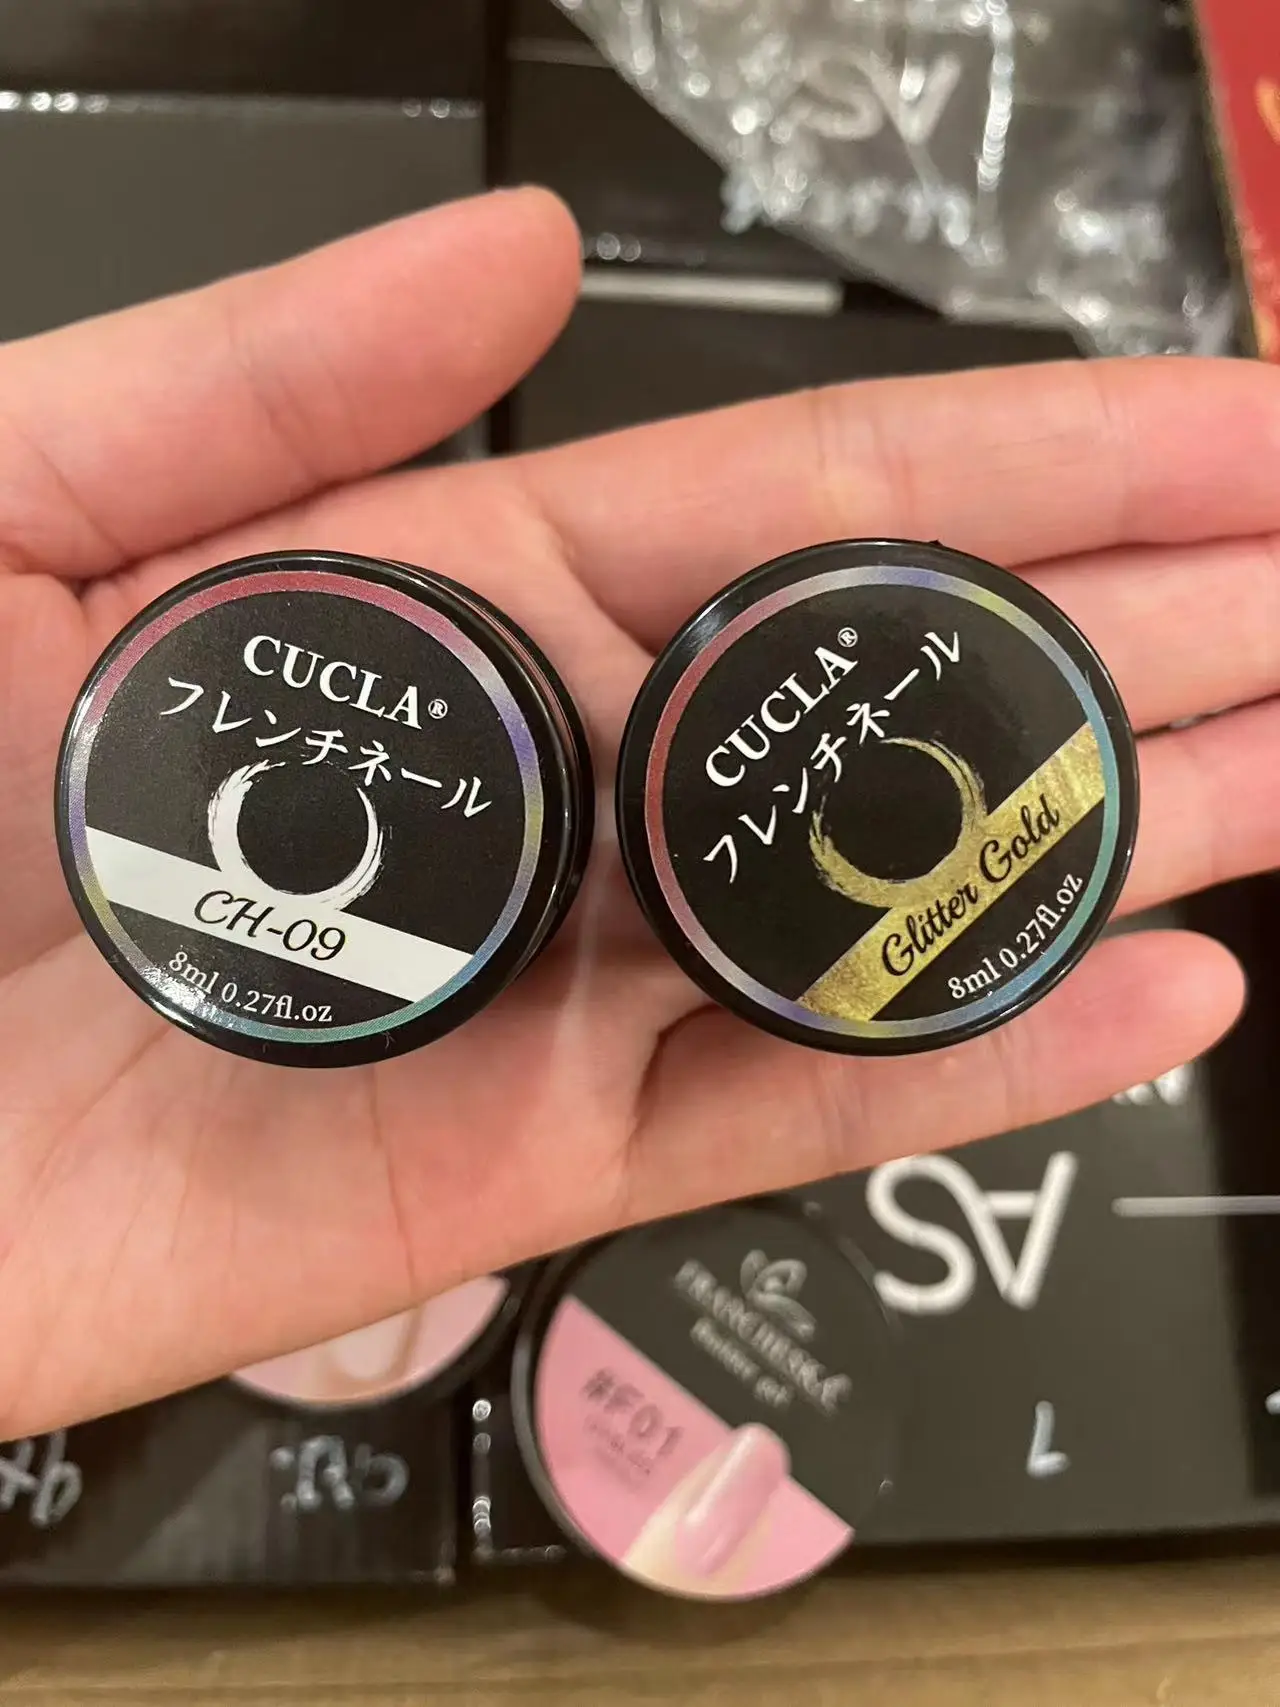 CUCLA®
フレンチネール
CH-09
8ml 0.27fl.oz
CUCLA®
フレンチネール
Glitter Gold
8ml 0.27fl.oz
AS
#F01